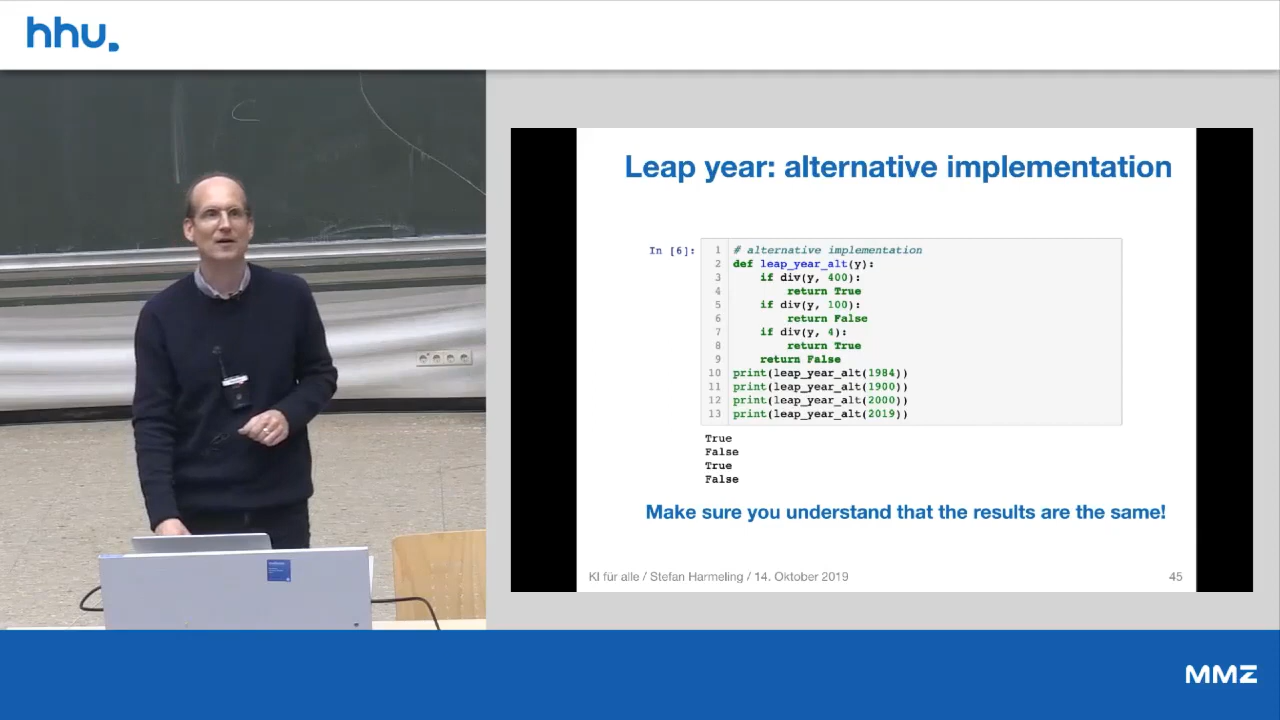 hhu.
Leap year: alternative implementation
In [6]:
1 # alternative implementation
2 def leap_year_alt(y):
3     if div(y, 400):
4         return True
5     if div(y, 100):
6         return False
7     if div(y, 4):
8         return True
9     return False
10 print(leap_year_alt(1984))
11 print(leap_year_alt(1900))
12 print(leap_year_alt(2000))
13 print(leap_year_alt(2019))
True
False
True
False
Make sure you understand that the results are the same!
KI für alle / Stefan Harmeling / 14. Oktober 2019
45
MMZ